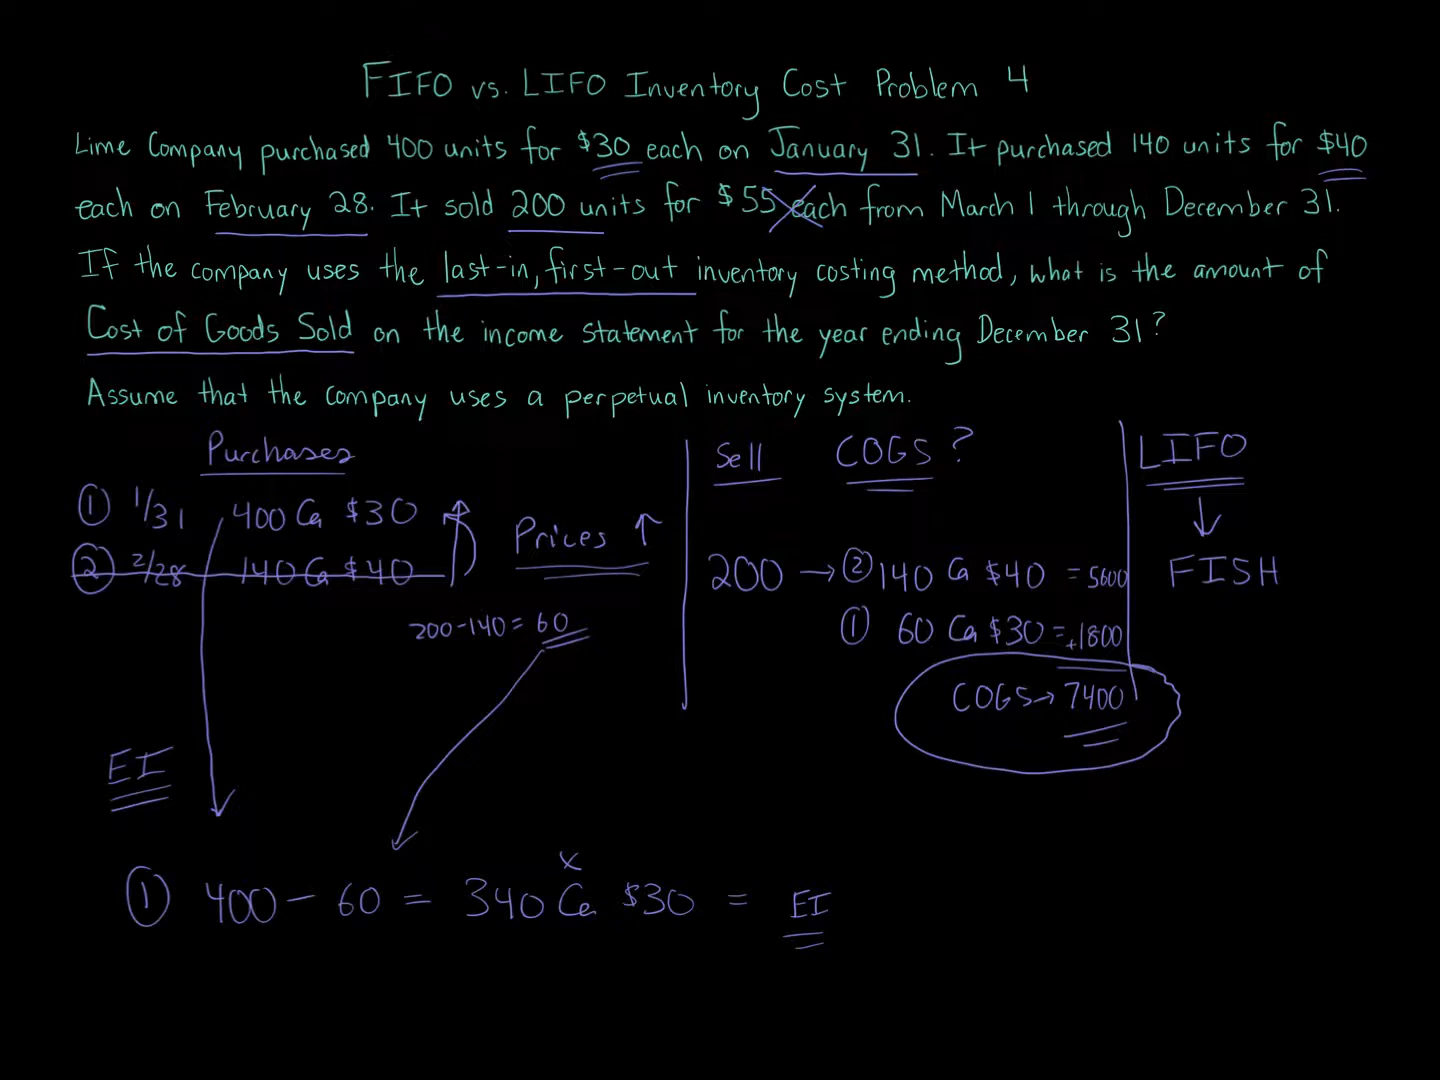 FIFO vs. LIFO Inventory Cost Problem 4
Lime Company purchased 400 units for $30 each on January 31. It purchased 140 units for $40
each on February 28. It sold 200 units for $55 each from March 1 through December 31.
If the company uses the last-in, first-out inventory costing method, what is the amount of
Cost of Goods Sold on the income statement for the year ending December 31?
Assume that the company uses a perpetual inventory system.
Purchases
① 1/31 400 @ $30
② 2/28 140 @ $40
Prices ↑
200-140 = 60
Sell COGS?
200 → ② 140 @ $40 = 5600
① 60 @ $30 = +1800
COGS → 7400
LIFO
↓
FISH
EI
① 400 - 60 = 340 @ $30 = EI
x